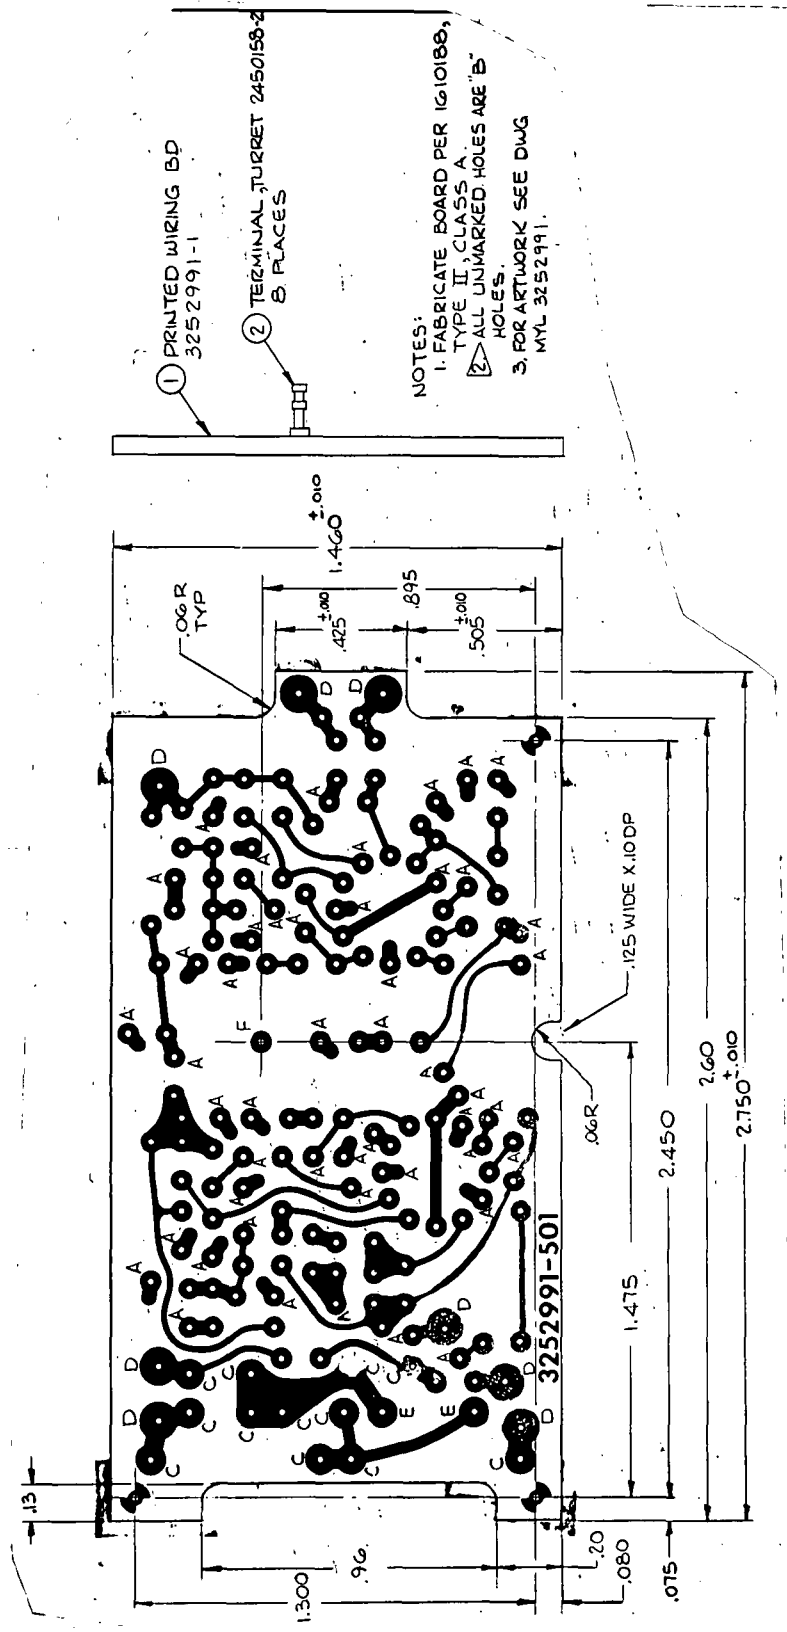 1 PRINTED WIRING BD
3252991-1
2 TERMINAL, TURRET 2450158-2
8 PLACES
NOTES:
1. FABRICATE BOARD PER 1610188,
TYPE II, CLASS A.
2. ALL UNMARKED HOLES ARE "B"
HOLES.
3. FOR ARTWORK SEE DWG
MYL 3252991.
1.460 ±.010
.895
.425 ±.010
.505 ±.010
.06R
TYP
D D
D
A A A A
A A A
A A A A A
A A A A A
A F A A
A A
.125 WIDE X .10 DP
.06R
A A A A A
A A A A A
A A A A
A A A
A D
D C C C C A D
D C C C C E E D
C C C
3252991-501
1.475
2.450
2.60
2.750 ±.010
.13
1.300
.96
.20
.080
.075